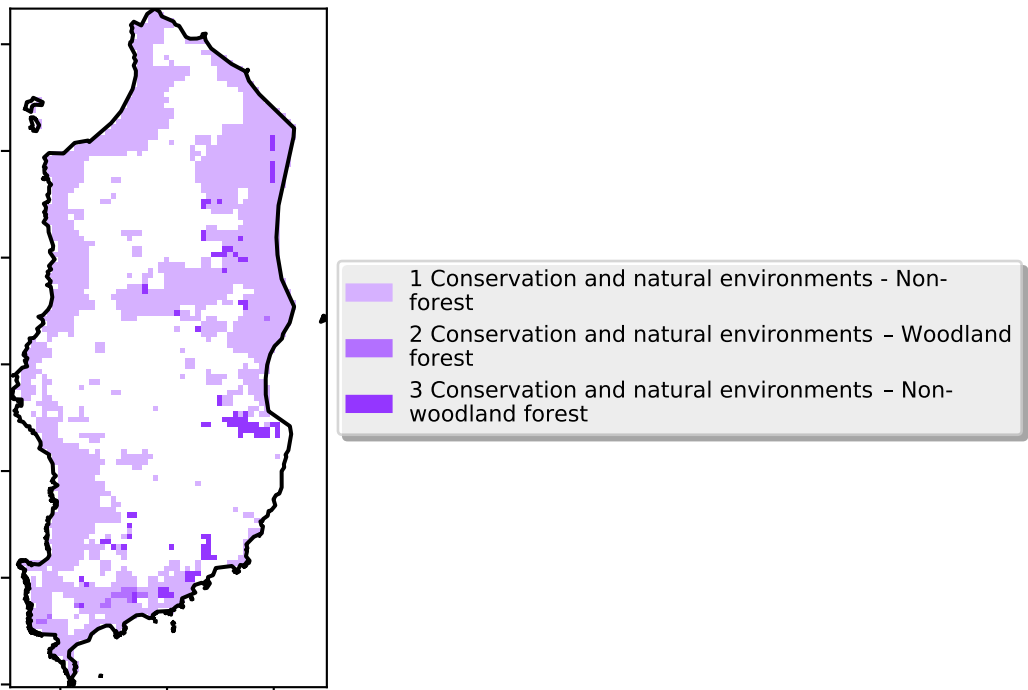 1 Conservation and natural environments - Non-
forest
2 Conservation and natural environments – Woodland
forest
3 Conservation and natural environments – Non-
woodland forest